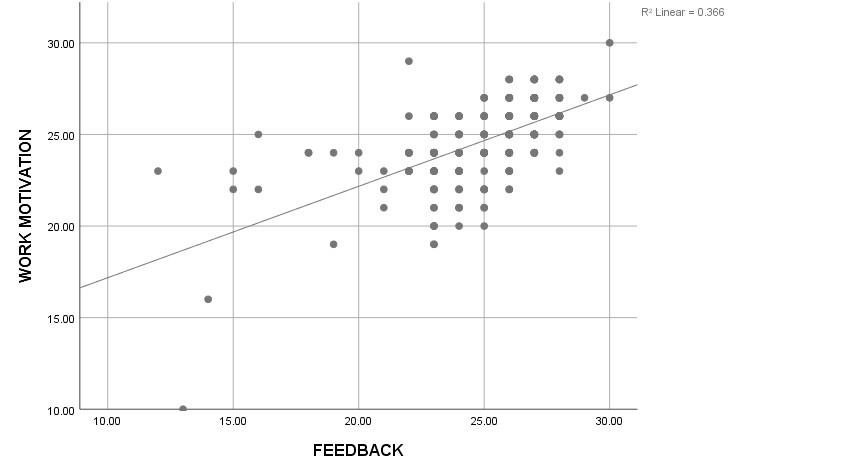 R² Linear = 0.366
30.00
25.00
20.00
15.00
10.00
WORK MOTIVATION
10.00 15.00 20.00 25.00 30.00
FEEDBACK